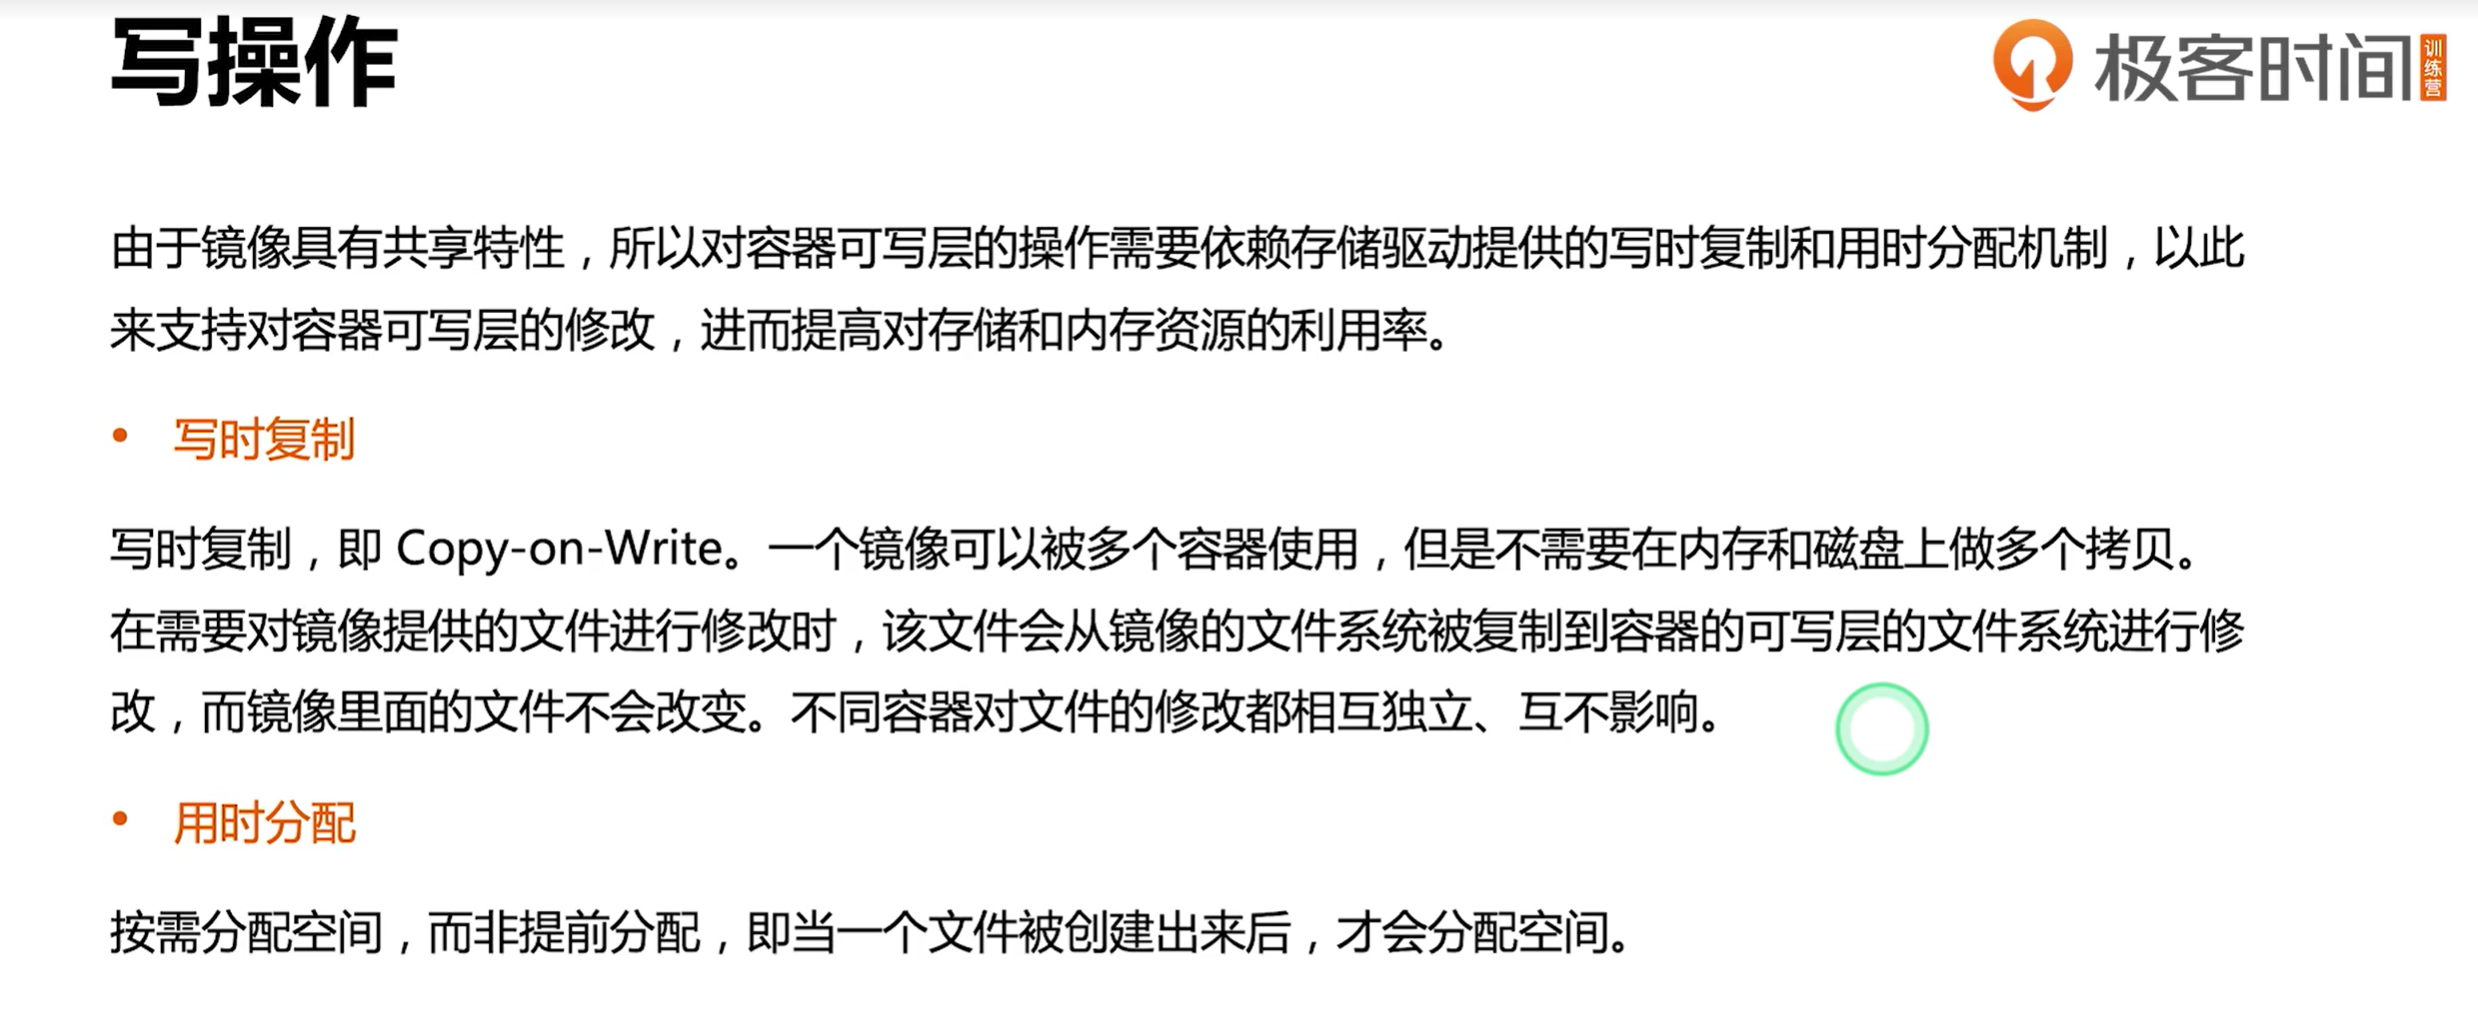 写操作
极客时间
训练营
由于镜像具有共享特性，所以对容器可写层的操作需要依赖存储驱动提供的写时复制和用时分配机制，以此
来支持对容器可写层的修改，进而提高对存储和内存资源的利用率。
• 写时复制
写时复制，即 Copy-on-Write。一个镜像可以被多个容器使用，但是不需要在内存和磁盘上做多个拷贝。
在需要对镜像提供的文件进行修改时，该文件会从镜像的文件系统被复制到容器的可写层的文件系统进行修
改，而镜像里面的文件不会改变。不同容器对文件的修改都相互独立、互不影响。
• 用时分配
按需分配空间，而非提前分配，即当一个文件被创建出来后，才会分配空间。